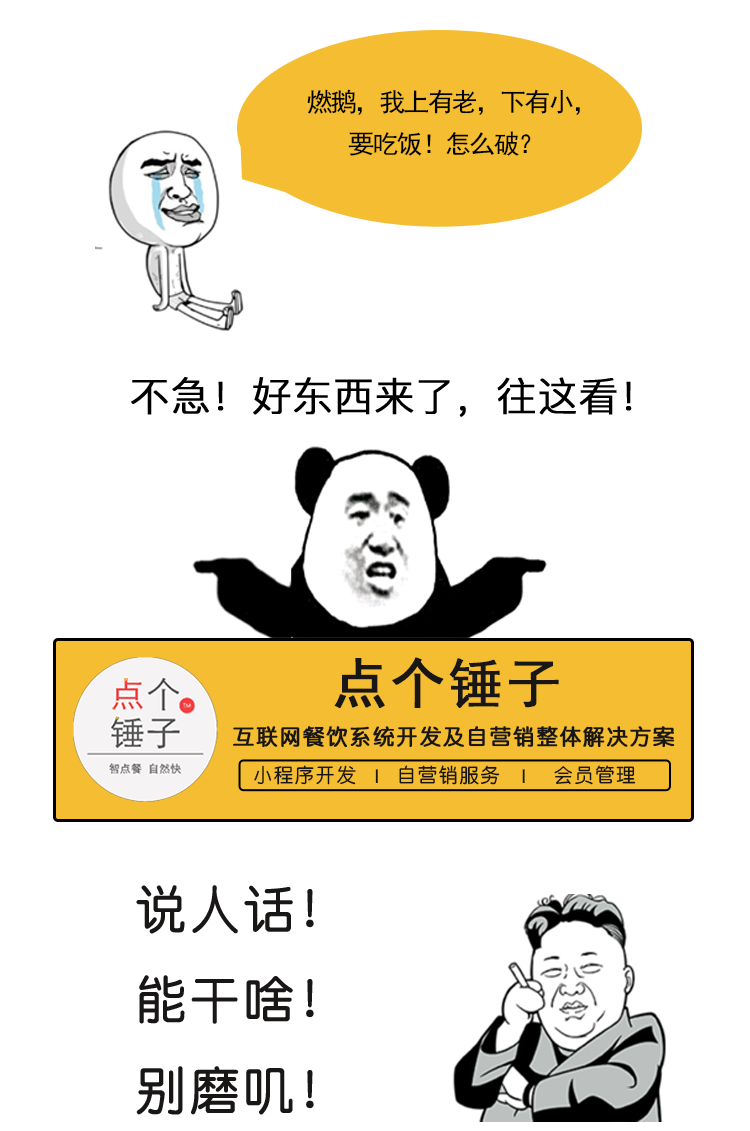 燃鹅，我上有老，下有小，
要吃饭！怎么破？
不急！好东西来了，往这看!
点个锤子
点个
TM
锤子
智点餐 自然快
互联网餐饮系统开发及自营销整体解决方案
小程序开发 I 自营销服务 I 会员管理
说人话！
能干啥！
别磨叽！